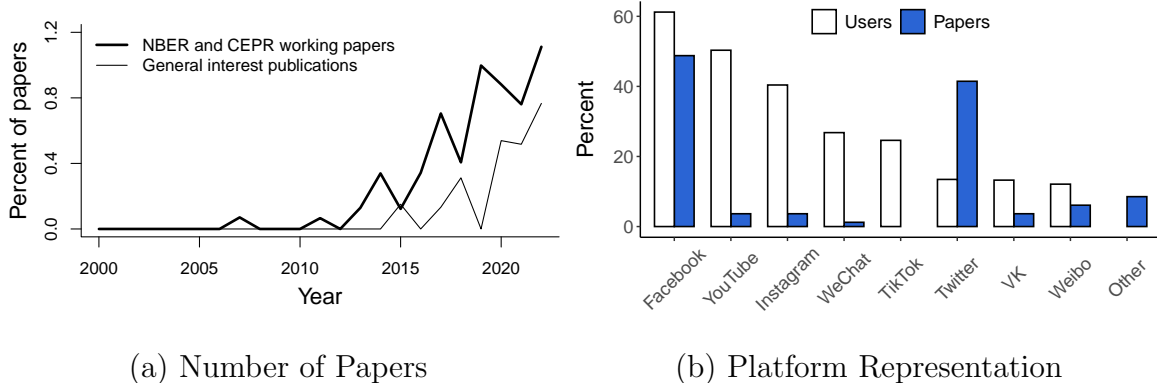 Percent of papers
1.2
0.8
0.4
0.0
NBER and CEPR working papers
General interest publications
2000 2005 2010 2015 2020
Year
(a) Number of Papers
Percent
60
40
20
0
Users Papers
Facebook YouTube Instagram WeChat TikTok Twitter VK Weibo Other
(b) Platform Representation